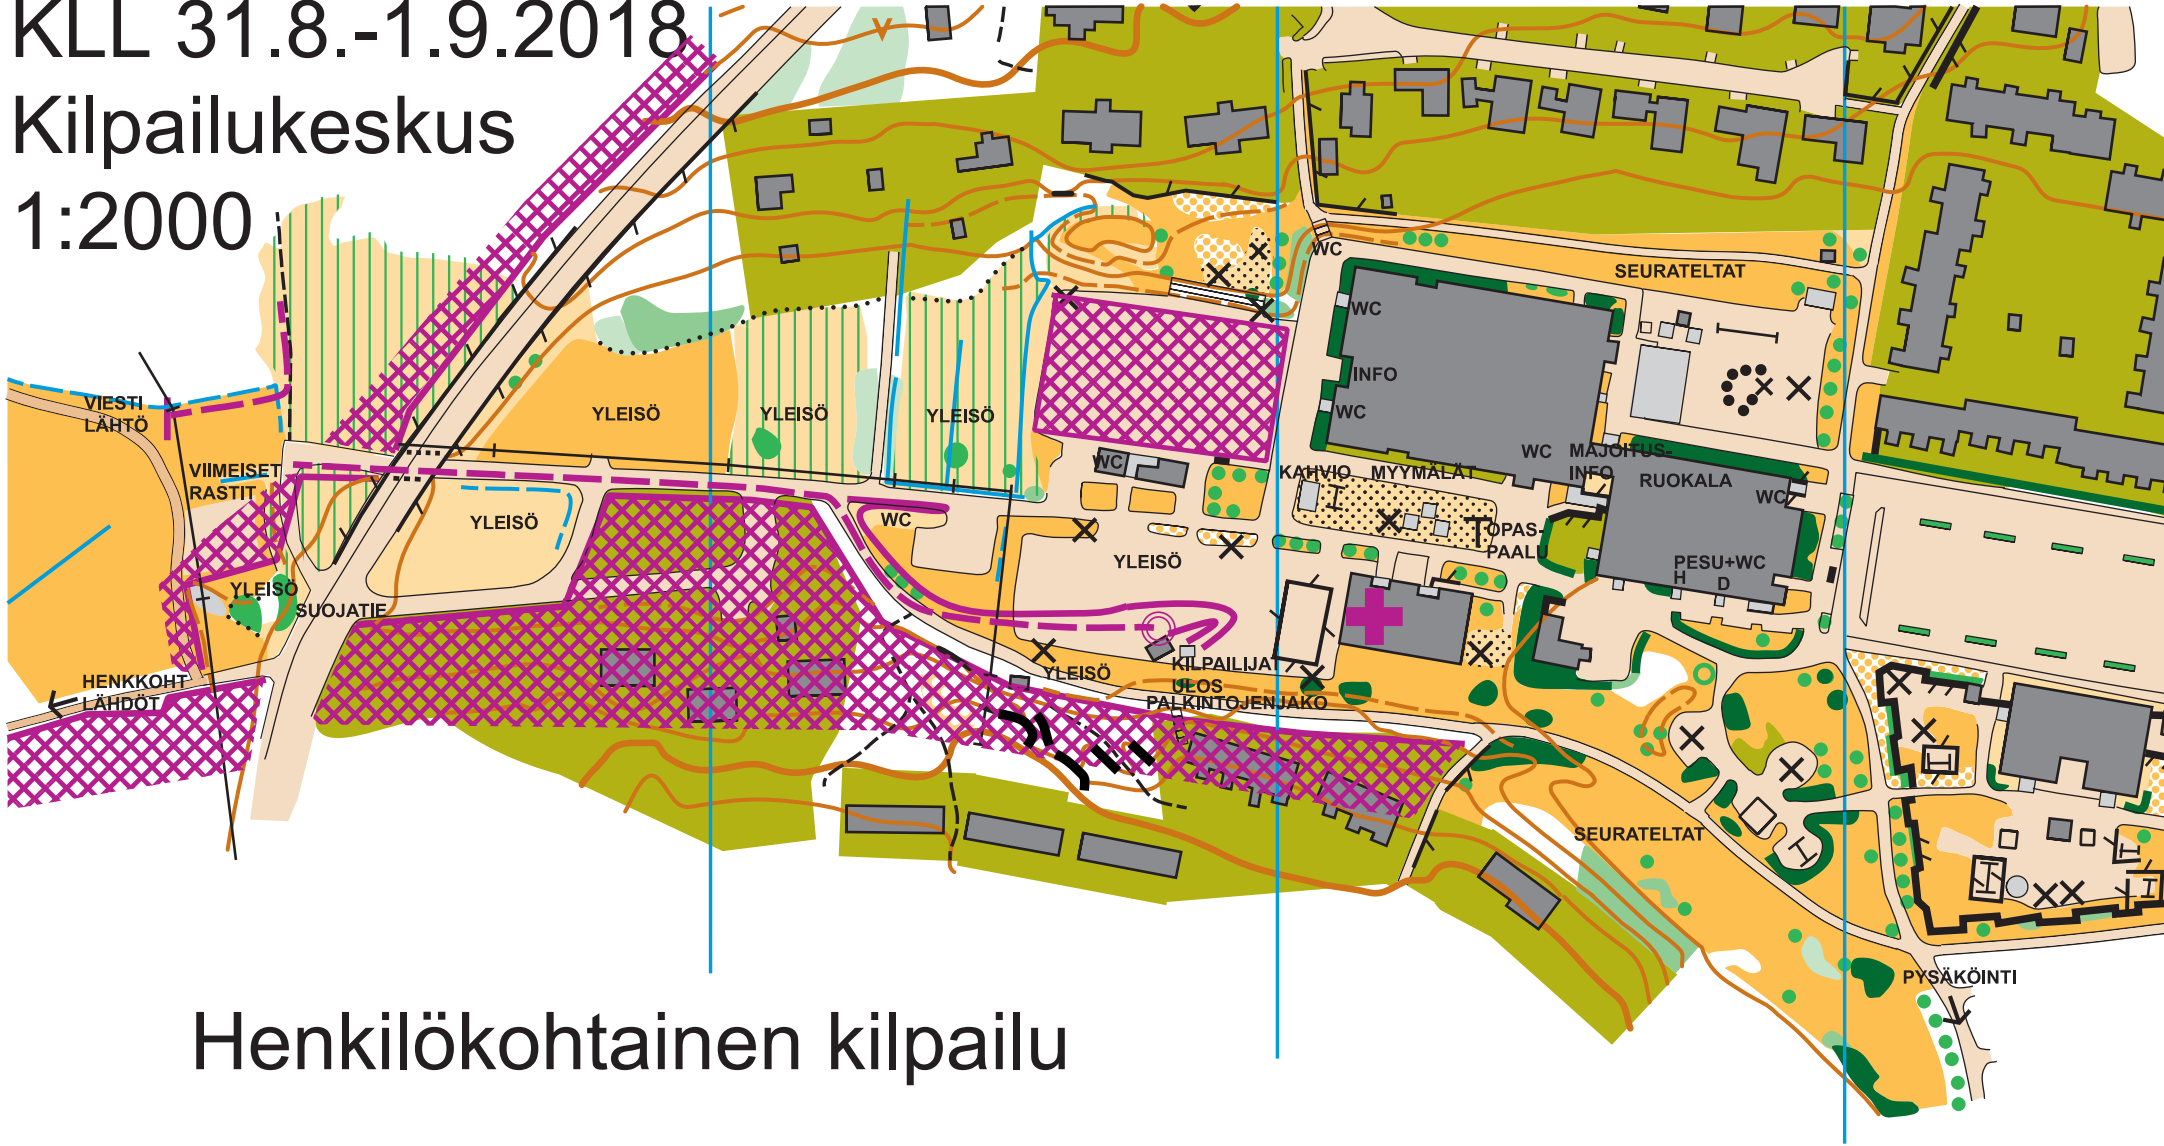 KLL 31.8.-1.9.2018
Kilpailukeskus
1:2000
WC
SEURATELTAT
WC
INFO
WC
VIESTI
LÄHTÖ
YLEISÖ
YLEISÖ
YLEISÖ
WC
WC
MAJOITUS-
INFO
VIIMEISET
RASTIT
KAHVIO
MYYMÄLÄT
RUOKALA
WC
YLEISÖ
WC
OPAS-
PAALU
YLEISÖ
PESU+WC
H
D
YLEISÖ
SUOJATIE
KILPAILIJAT
ULOS
YLEISÖ
HENKKOHT
LÄHDÖT
PALKINTOJENJAKO
SEURATELTAT
PYSÄKÖINTI
Henkilökohtainen kilpailu